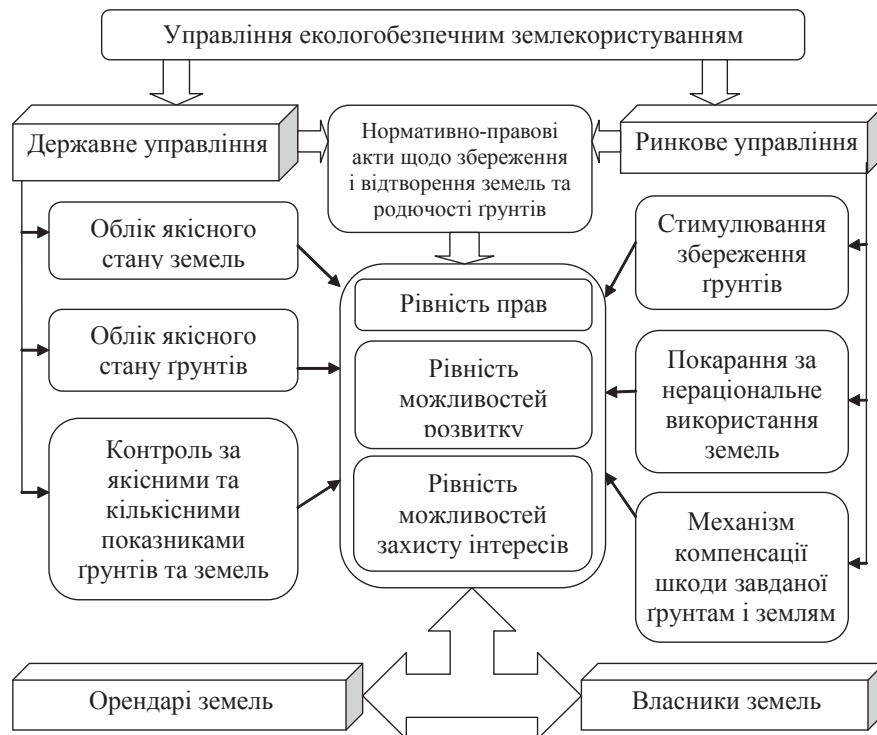 Управління екологобезпечним землекористуванням
Державне управління
Нормативно-правові
акти щодо збереження
і відтворення земель та
родючості ґрунтів
Ринкове управління
Облік якісного
стану земель
Облік якісного
стану ґрунтів
Контроль за
якісними та
кількісними
показниками
ґрунтів та земель
Рівність прав
Рівність
можливостей
розвитку
Рівність
можливостей
захисту інтересів
Стимулювання
збереження
ґрунтів
Покарання за
нераціональне
використання
земель
Механізм
компенсації
шкоди завданої
ґрунтам і землям
Орендарі земель
Власники земель